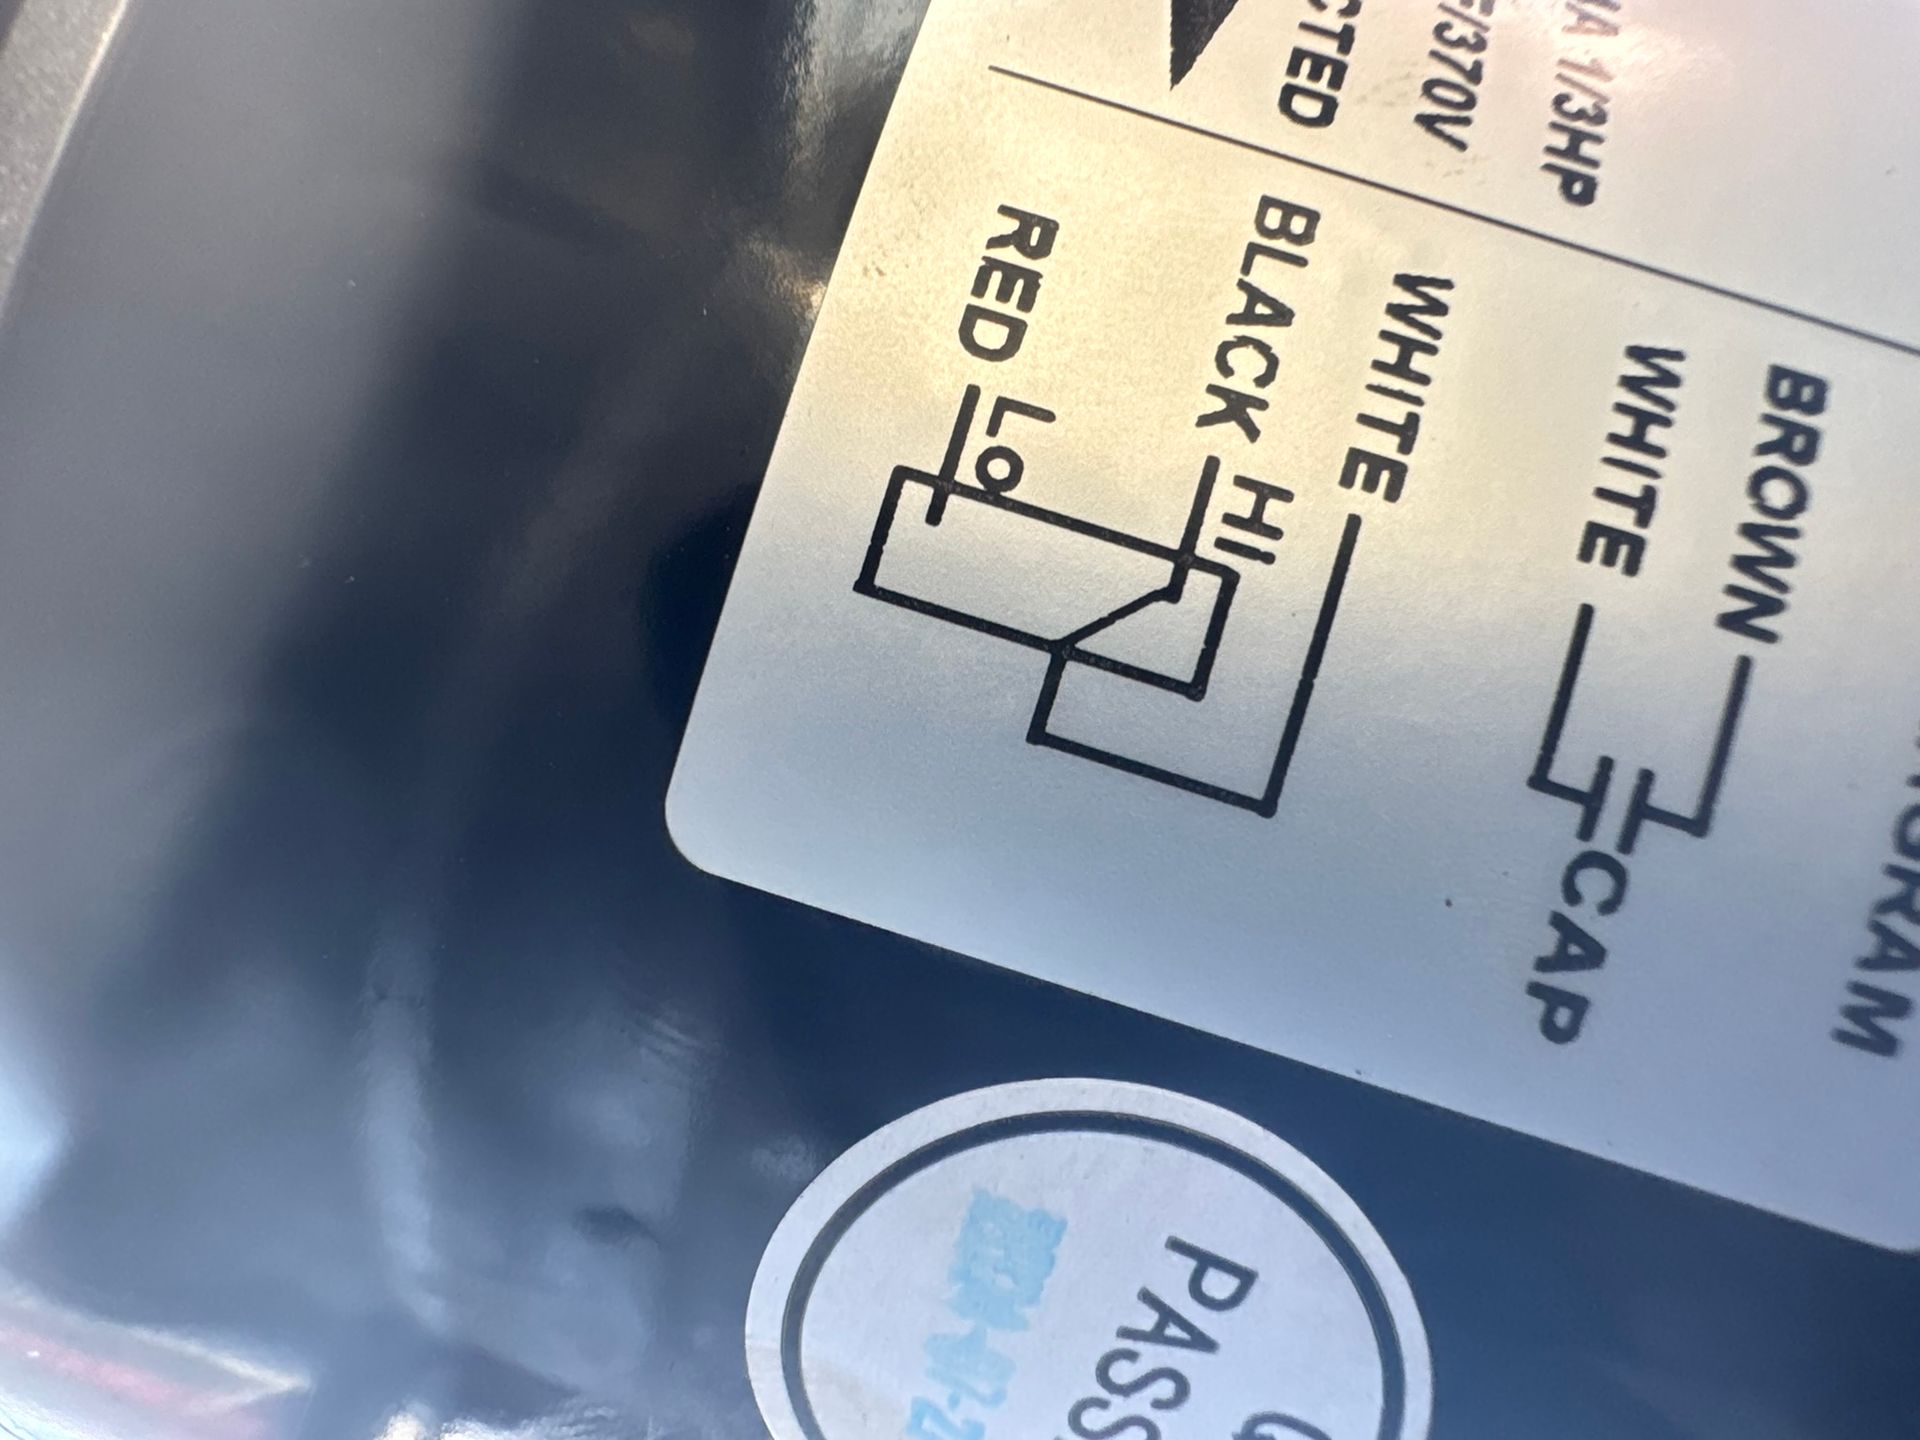 1/3HP
/370V
CTED
BROWN
WHITE
CAP
WHITE
BLACK HI
RED LO
PASS